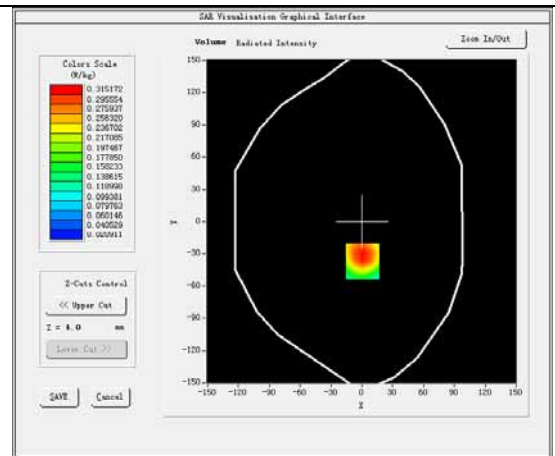 SAR Visualisation Graphical Interface
Volume Radiated Intensity
Zoom In/Out
Colors Scale
(W/kg)
0.315172
0.295554
0.275937
0.256320
0.236702
0.217085
0.197467
0.177850
0.158233
0.138615
0.118998
0.099381
0.079763
0.060146
0.040529
0.020911
Z-Cuts Control
<< Upper Cut
Z = 4.0 mm
Lower Cut >>
SAVE
Cancel
150
120
90
60
30
0
-30
-60
-90
-120
-150
Y
-150 -120 -90 -60 -30 0 30 60 90 120 150
X